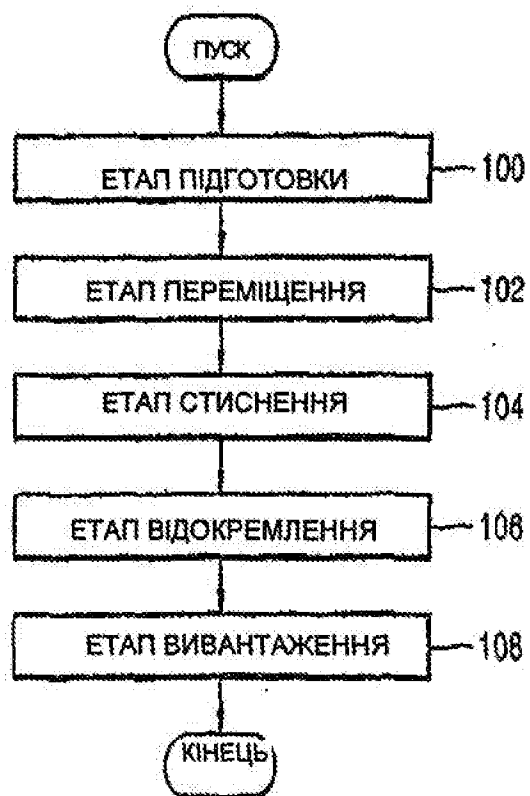 ПУСК
ЕТАП ПІДГОТОВКИ 100
ЕТАП ПЕРЕМІЩЕННЯ 102
ЕТАП СТИСНЕННЯ 104
ЕТАП ВІДОКРЕМЛЕННЯ 106
ЕТАП ВИВАНТАЖЕННЯ 108
КІНЕЦЬ